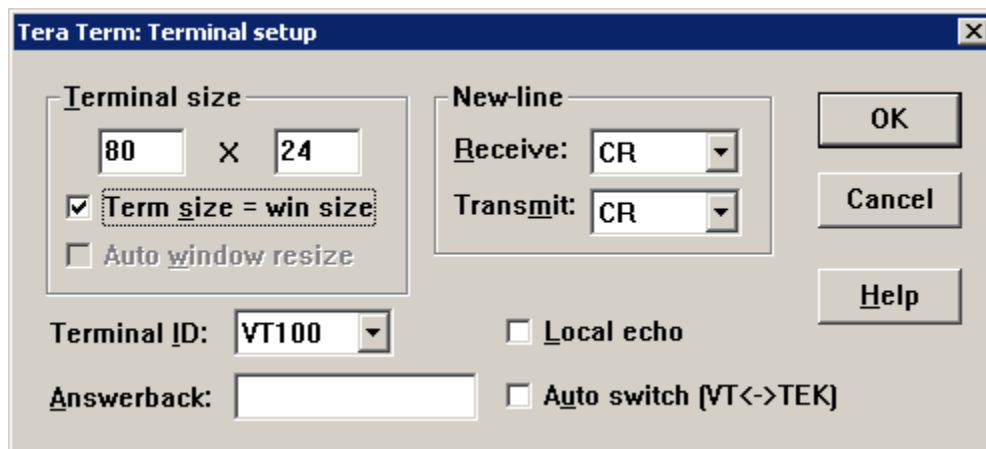 Tera Term: Terminal setup
Terminal size
80 X 24
Term size = win size
Auto window resize
New-line
Receive: CR
Transmit: CR
OK
Cancel
Help
Terminal ID: VT100
Local echo
Answerback:
Auto switch (VT<->TEK)